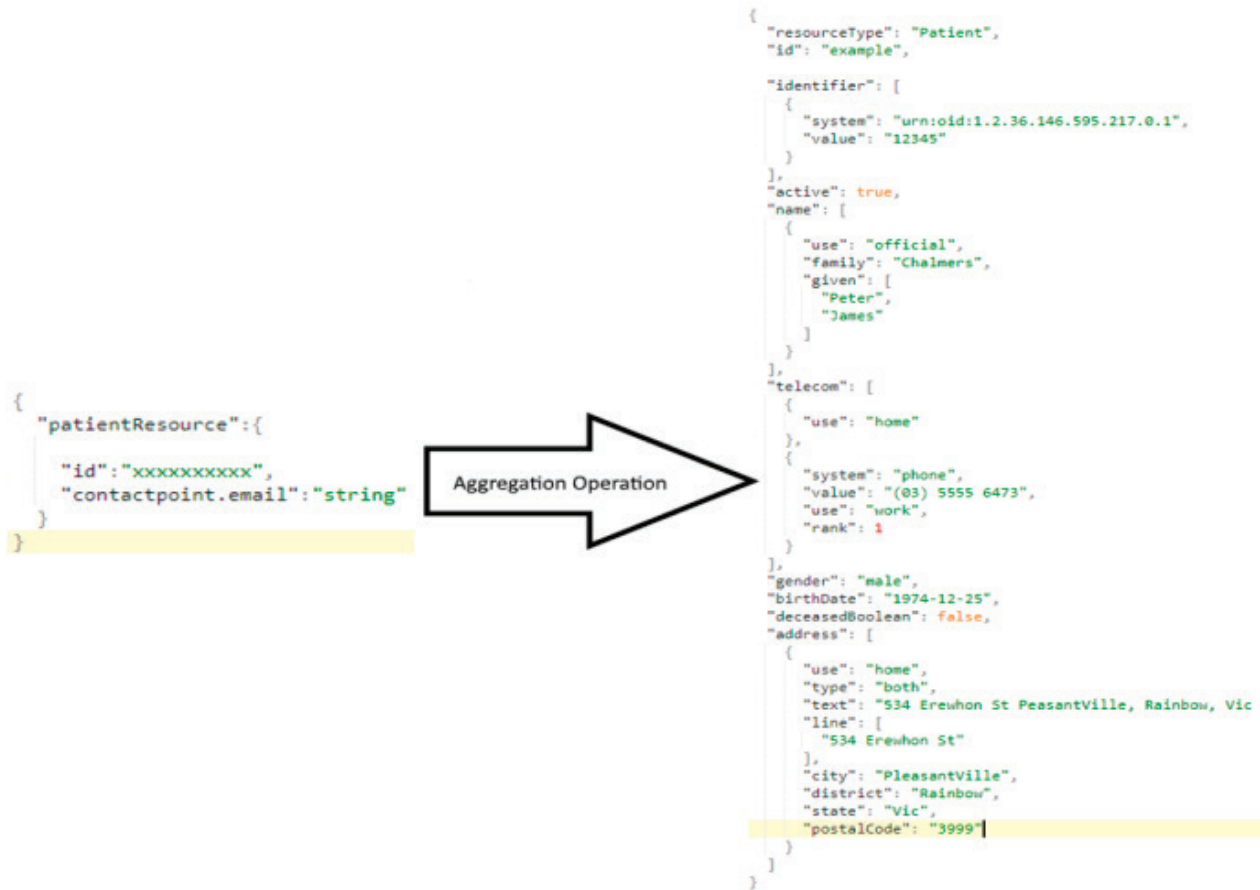 {
"patientResource":{
"id":"xxxxxxxxxx",
"contactpoint.email":"string"
}
}
Aggregation Operation
{
"resourceType": "Patient",
"id": "example",
"identifier": [
{
"system": "urn:oid:1.2.36.146.595.217.0.1",
"value": "12345"
}
],
"active": true,
"name": [
{
"use": "official",
"family": "Chalmers",
"given": [
"Peter",
"James"
]
}
],
"telecom": [
{
"use": "home"
},
{
"system": "phone",
"value": "(03) 5555 6473",
"use": "work",
"rank": 1
}
],
"gender": "male",
"birthDate": "1974-12-25",
"deceasedBoolean": false,
"address": [
{
"use": "home",
"type": "both",
"text": "534 Erewhon St PeasantVille, Rainbow, Vic
"line": [
"534 Erewhon St"
],
"city": "PleasantVille",
"district": "Rainbow",
"state": "Vic",
"postalCode": "3999"
}
]
}